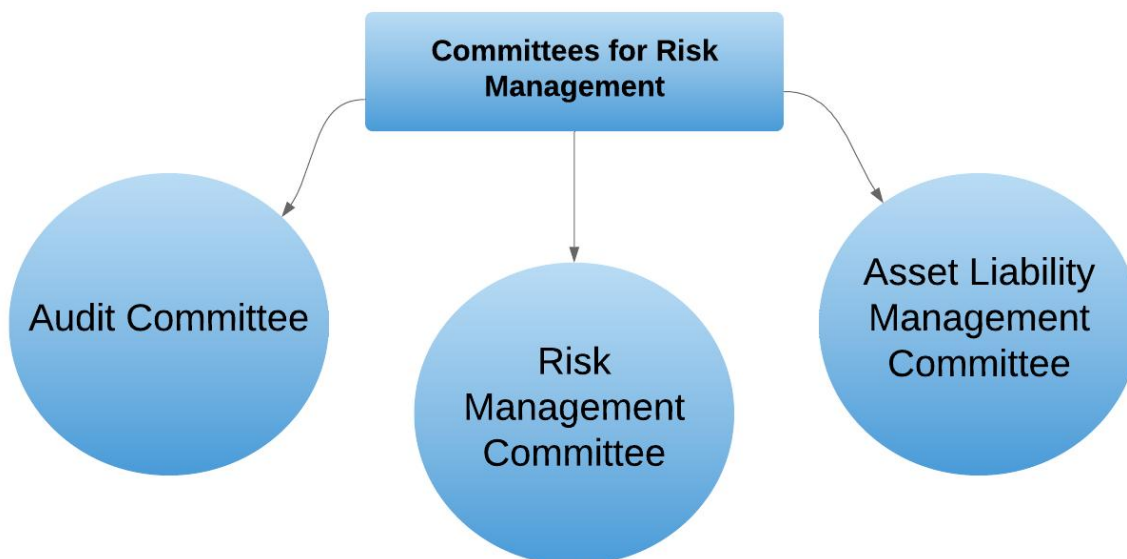 Committees for Risk
Management
Audit Committee
Risk
Management
Committee
Asset Liability
Management
Committee